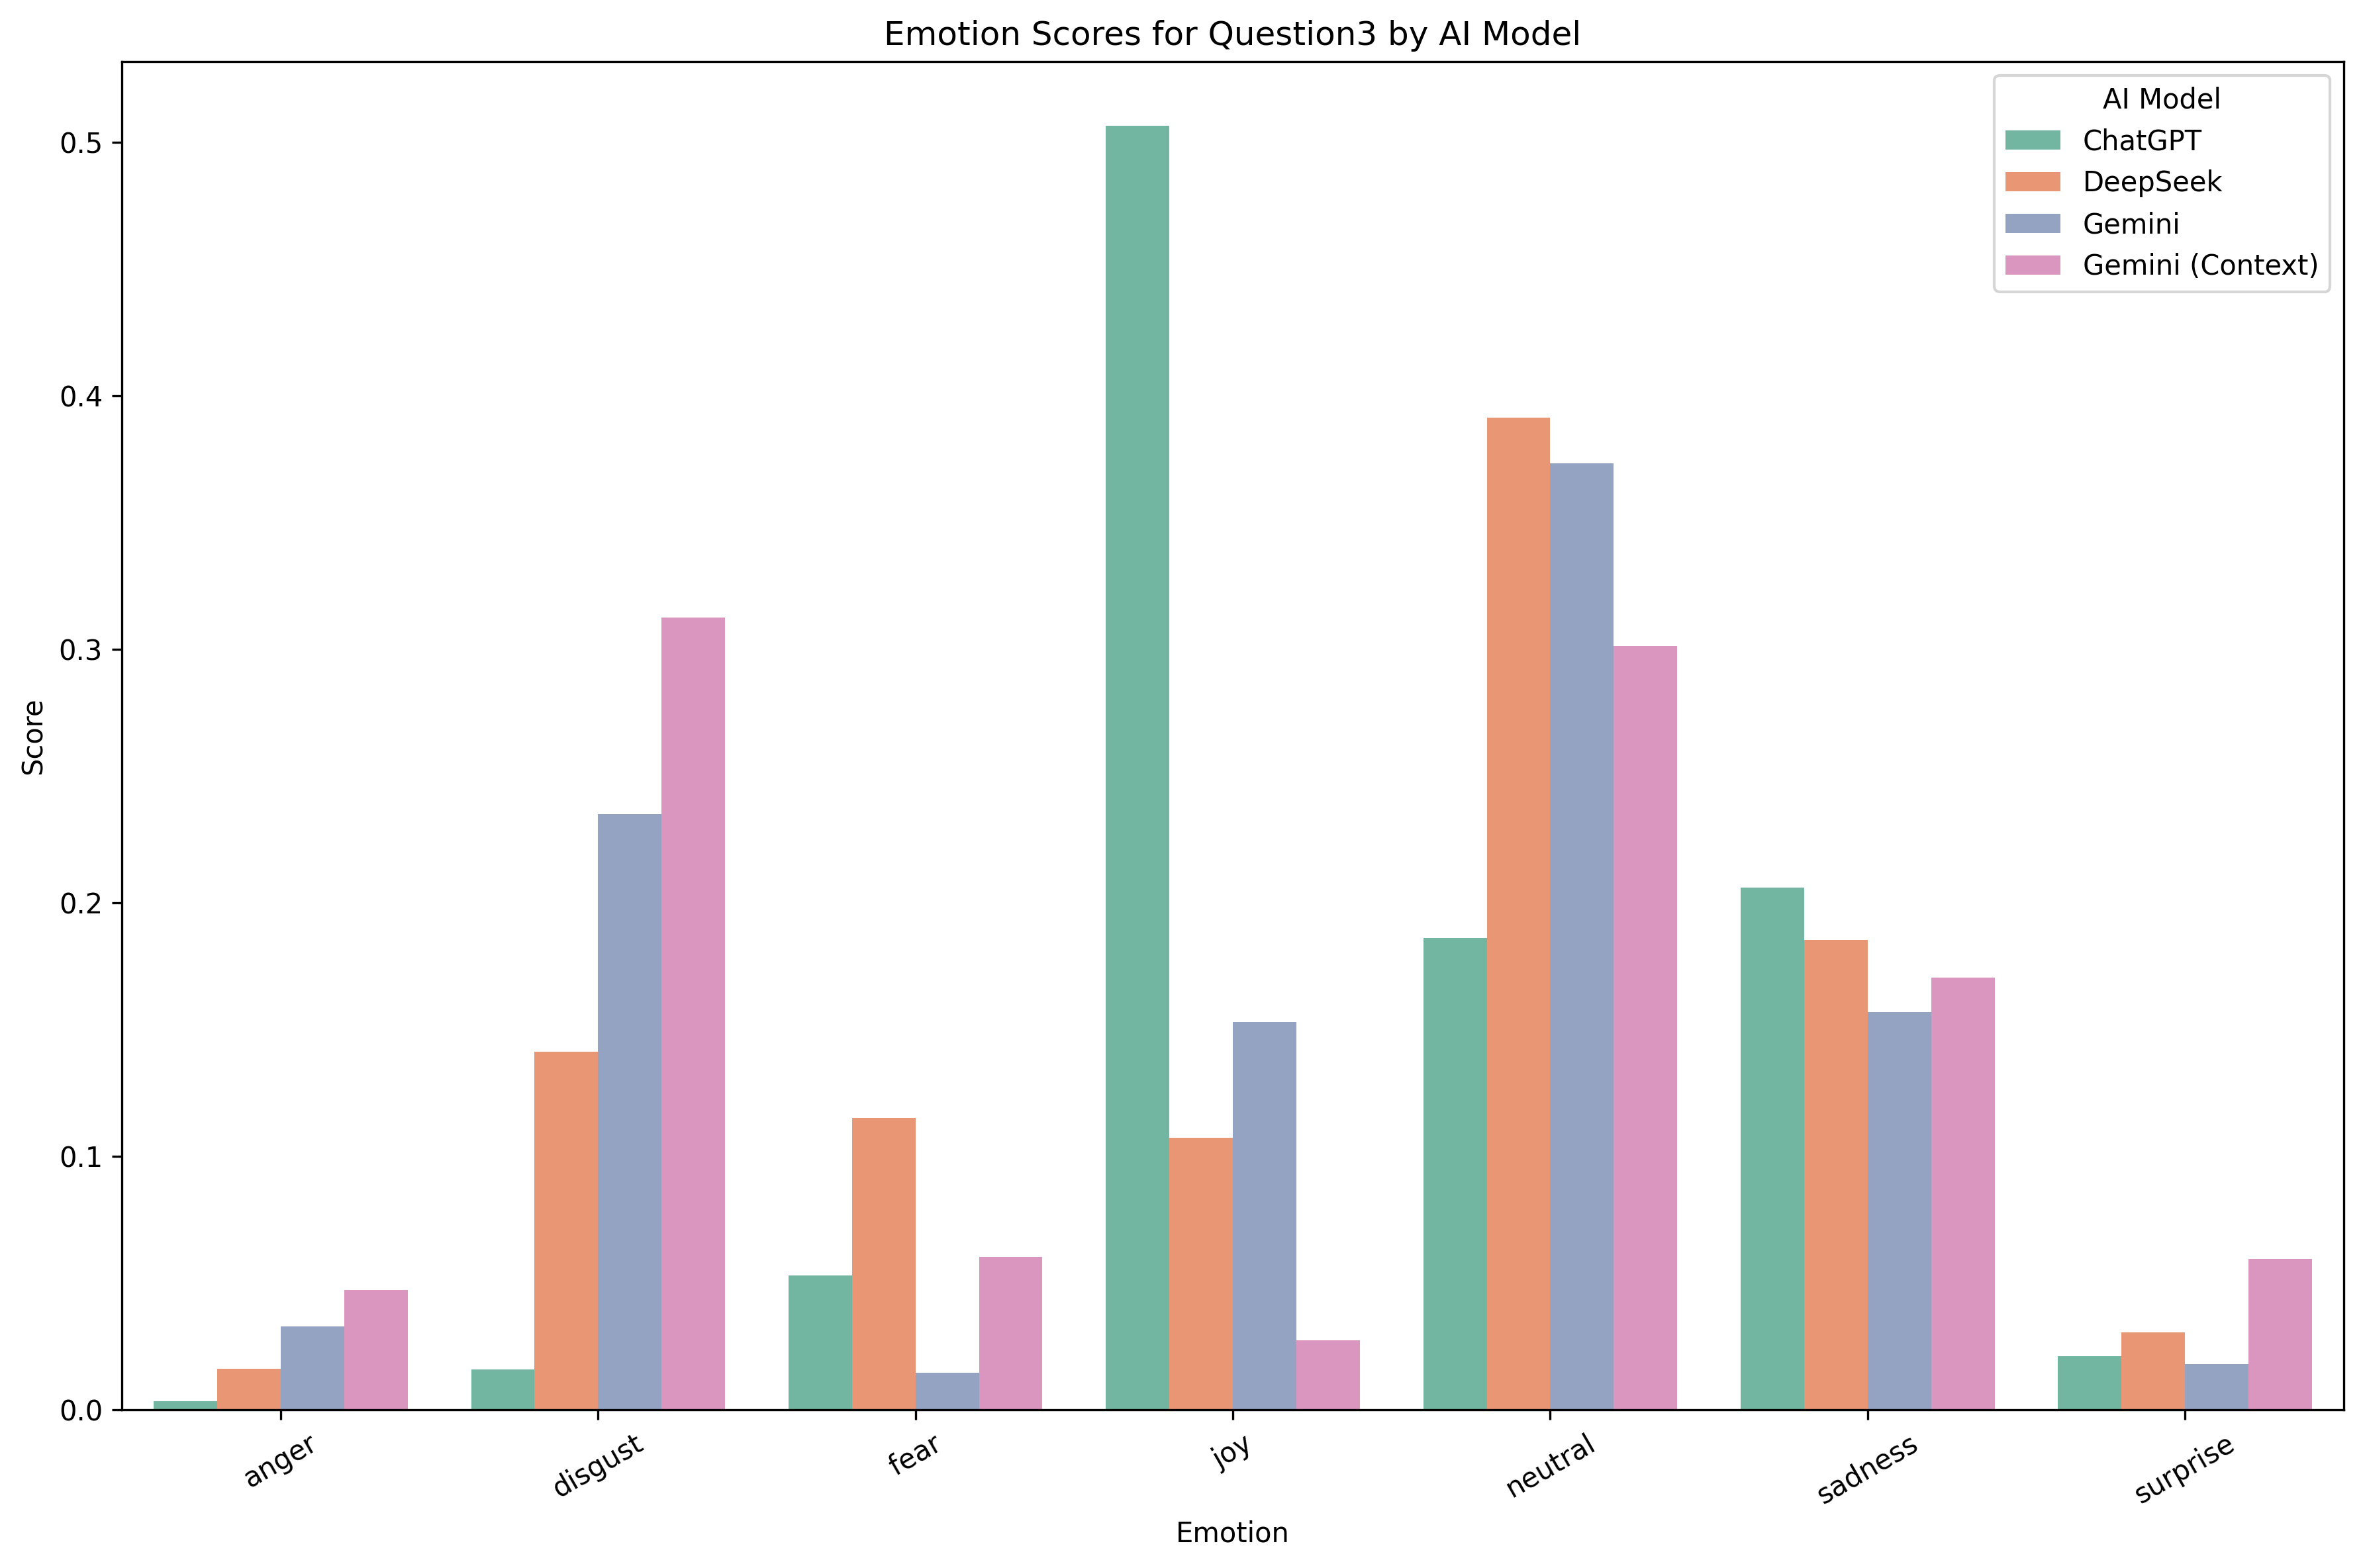 Emotion Scores for Question3 by AI Model
AI Model
ChatGPT
DeepSeek
Gemini
Gemini (Context)
Score
0.5
0.4
0.3
0.2
0.1
0.0
anger
disgust
fear
joy
neutral
sadness
surprise
Emotion